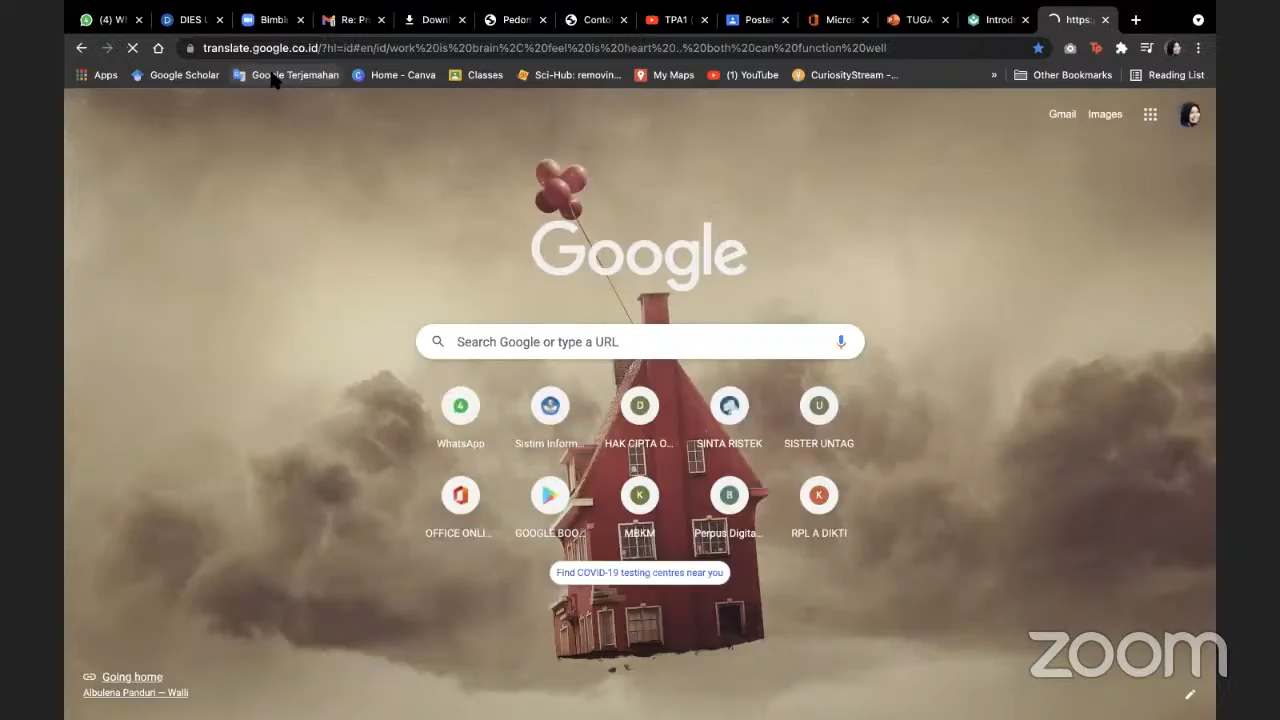 (4) W
DIES U
Bimbi
Re: Pr
Downl
Pedon
Conto
TPA1 (
Poster
Micros
TUGA
Introd
https:
translate.google.co.id/?hl=id#en/id/work%20is%20brain%2C%20feel%20is%20heart%20..%20both%20can%20function%20well
Apps
Google Scholar
Google Terjemahan
Home - Canva
Classes
Sci-Hub: removin...
My Maps
(1) YouTube
CuriosityStream -...
»
Other Bookmarks
Reading List
Gmail Images
Google
Search Google or type a URL
WhatsApp
Sistim Inform...
HAK CIPTA O...
SINTA RISTEK
SISTER UNTAG
OFFICE ONLI...
GOOGLE BOO...
MBKM
Perpus Digita...
RPL A DIKTI
Find COVID-19 testing centres near you
zoom
Going home
Albulena Panduri — Walli